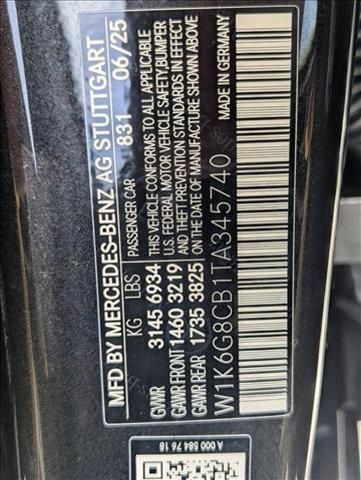 MFD BY MERCEDES-BENZ AG STUTTGART
831 06/25
PASSENGER CAR
KG LBS
GVWR 3145 6934
GAWR FRONT 1460 3219
GAWR REAR 1735 3825
THIS VEHICLE CONFORMS TO ALL APPLICABLE
U.S. FEDERAL MOTOR VEHICLE SAFETY, BUMPER
AND THEFT PREVENTION STANDARDS IN EFFECT
ON THE DATE OF MANUFACTURE SHOWN ABOVE
MADE IN GERMANY
W1K6G8CB1TA345740
A 000 584 76 18